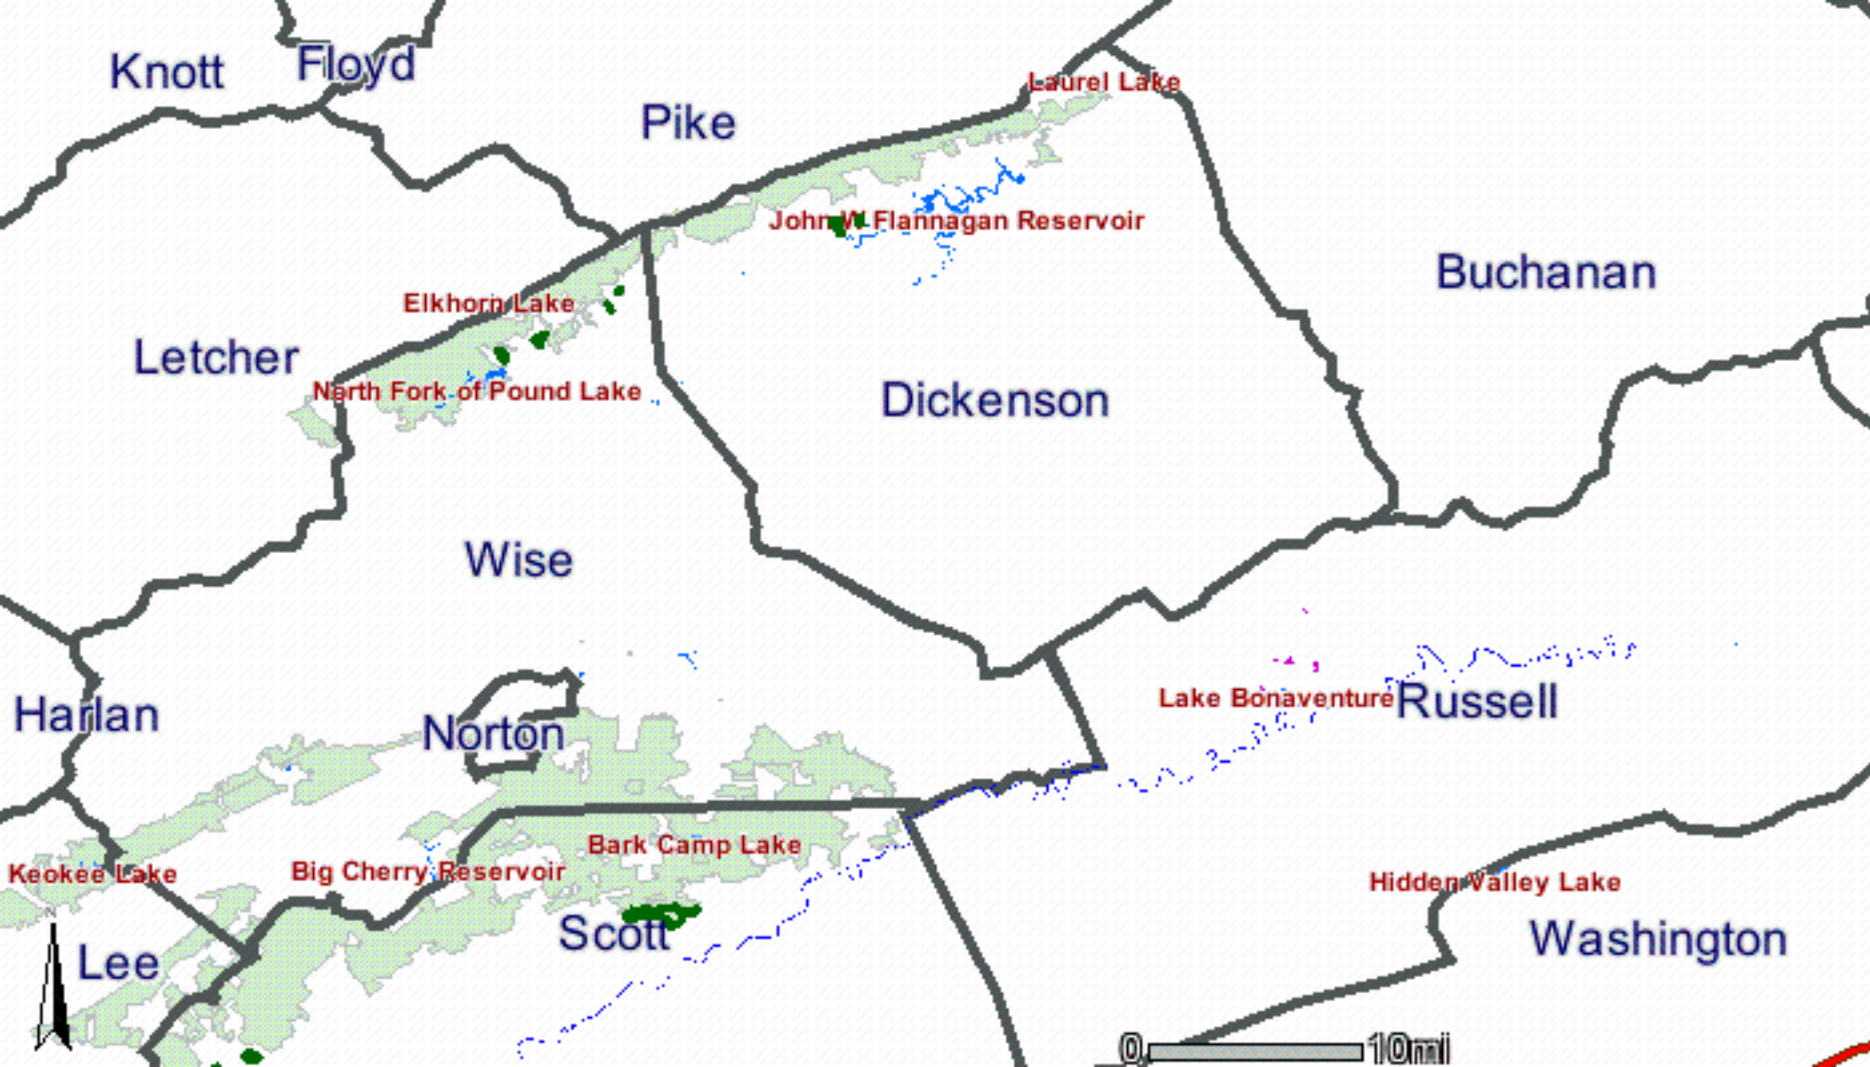 Knott
Floyd
Laurel Lake
Pike
John W Flannagan Reservoir
Buchanan
Elkhorn Lake
Letcher
North Fork of Pound Lake
Dickenson
Wise
Lake Bonaventure
Russell
Harlan
Norton
Bark Camp Lake
Keokee Lake
Big Cherry Reservoir
Hidden Valley Lake
Scott
Washington
Lee
0 10mi